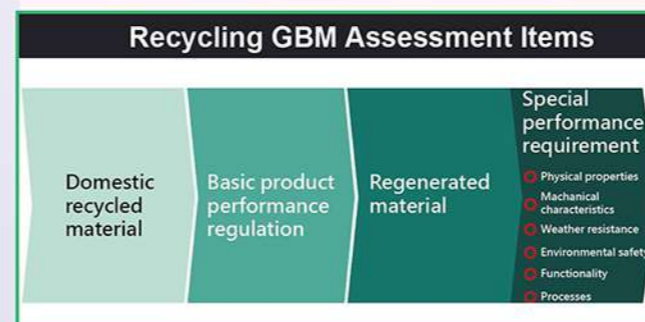 Recycling GBM Assessment Items
Domestic
recycled
material
Basic product
performance
regulation
Regenerated
material
Special
performance
requirement
Physical properties
Machanical
characteristics
Weather resistance
Environmental safety
Functionality
Processes